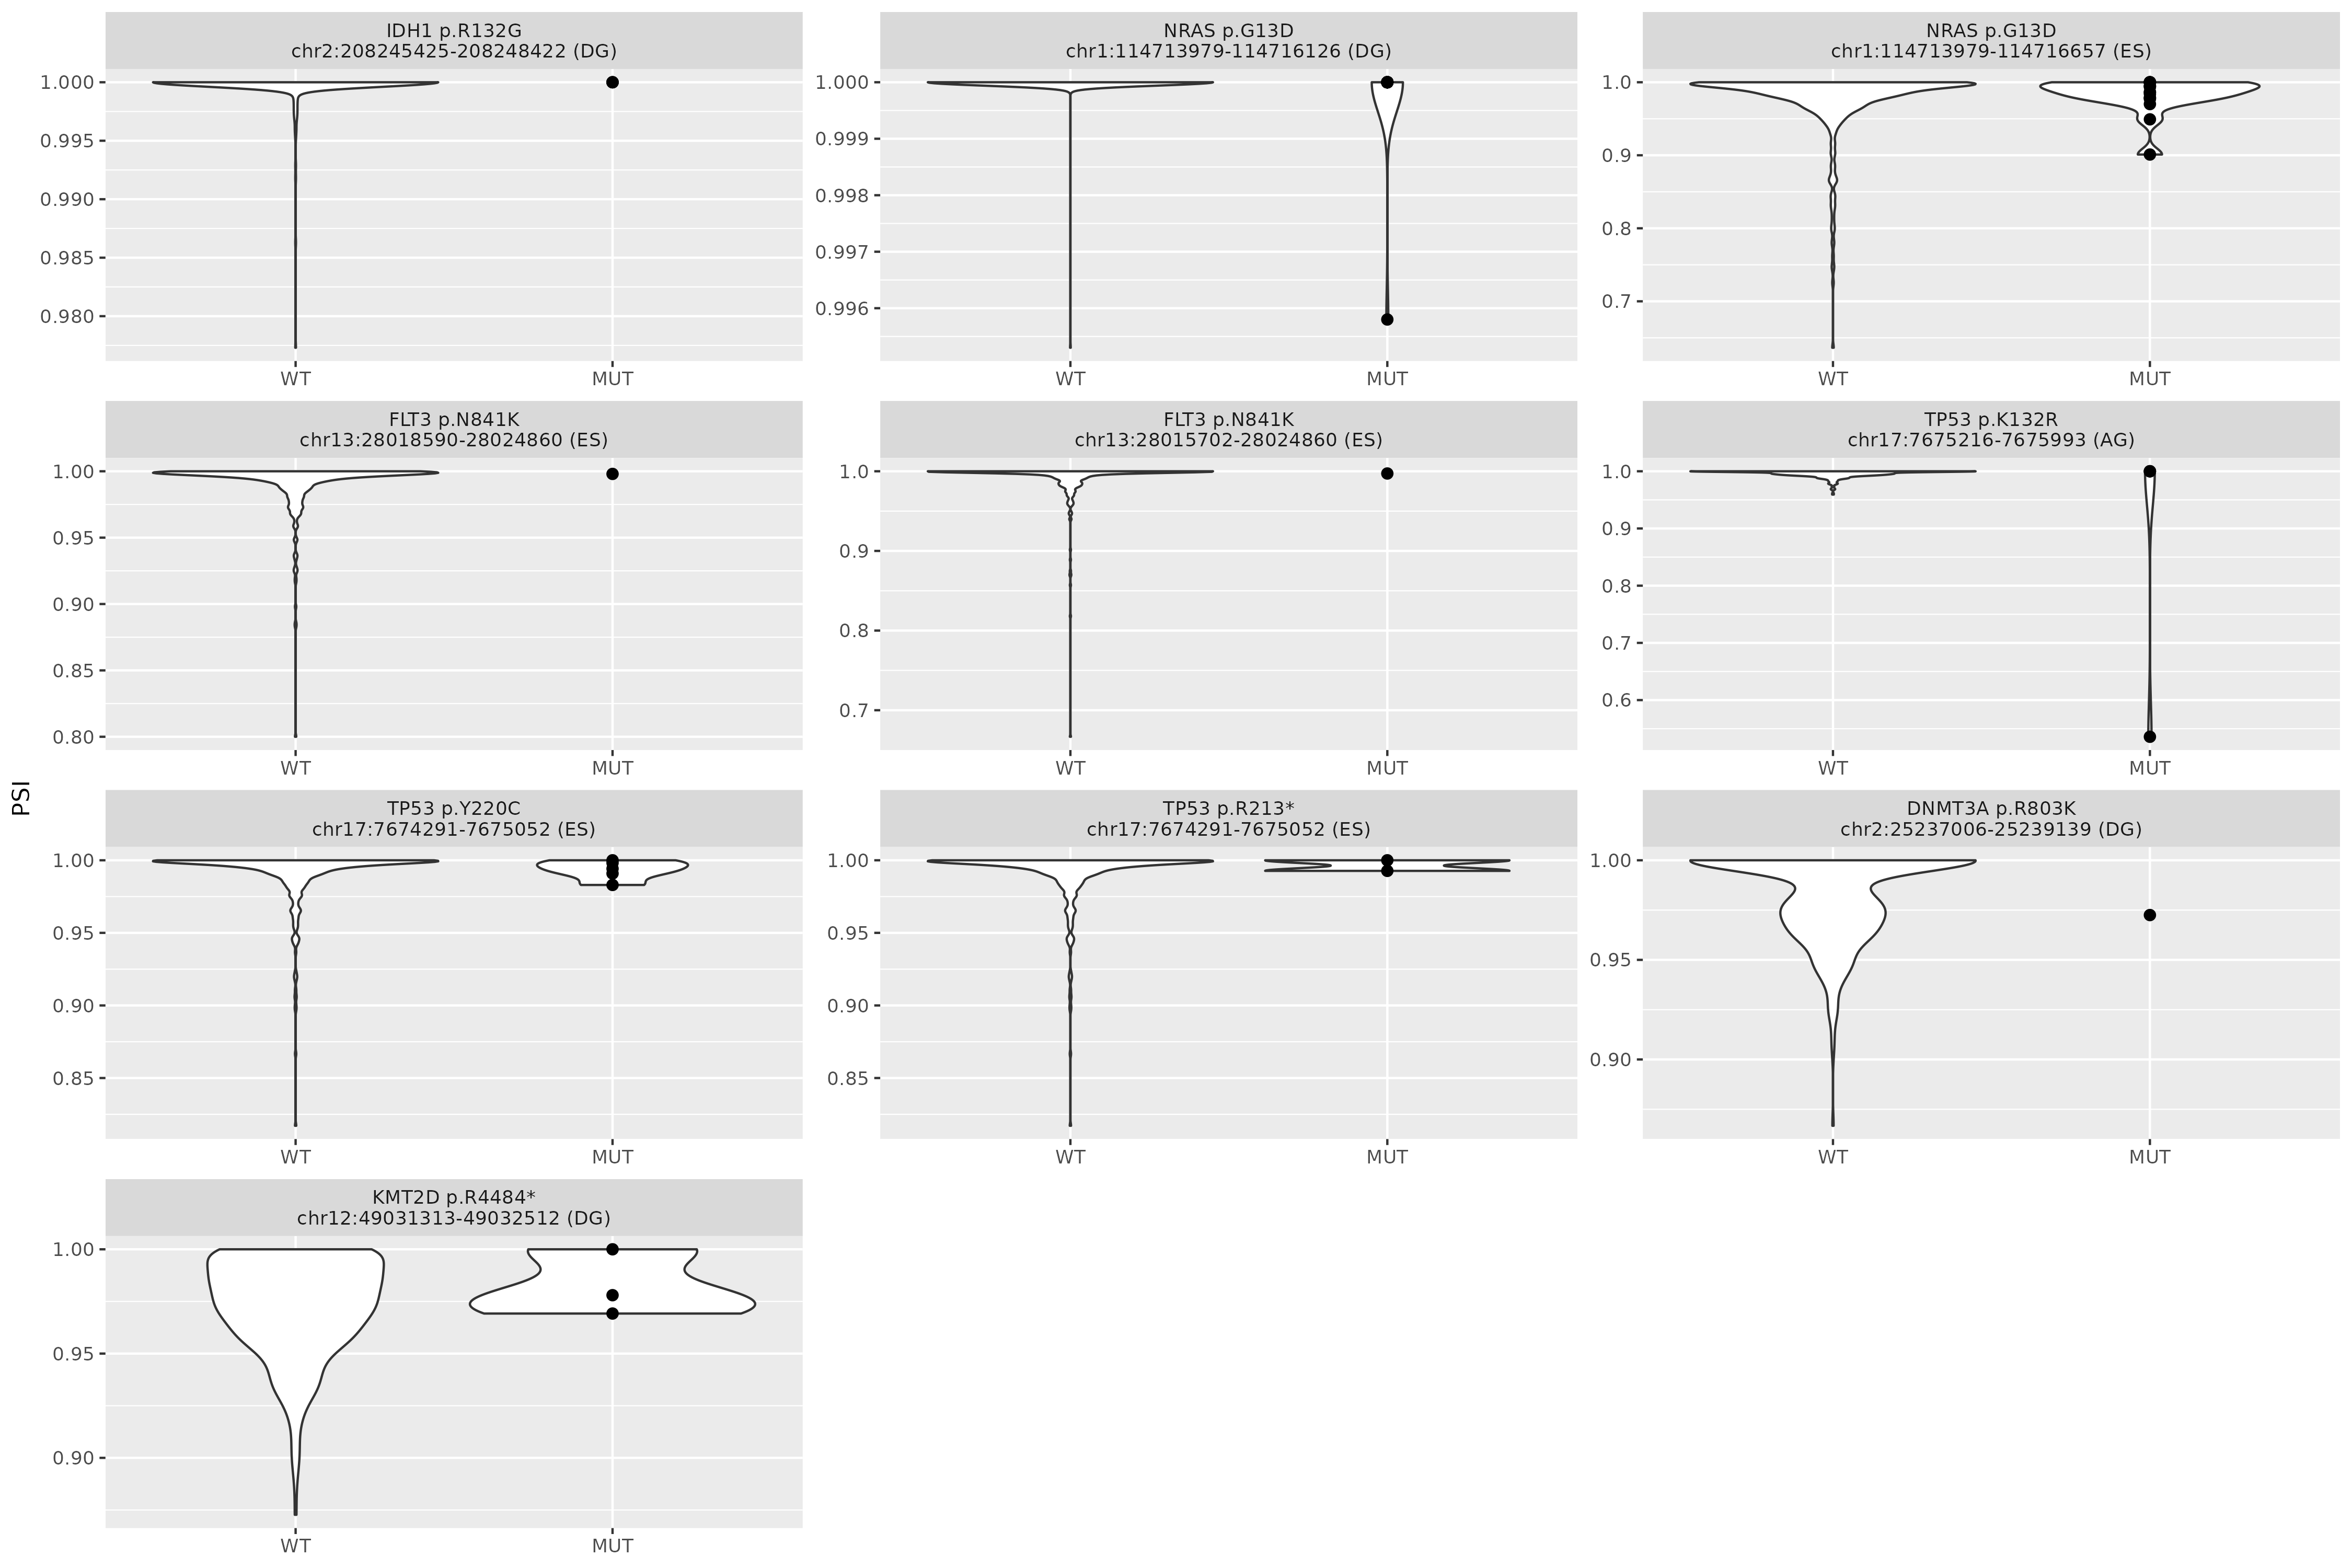 IDH1 p.R132G
chr2:208245425-208248422 (DG)
NRAS p.G13D
chr1:114713979-114716126 (DG)
NRAS p.G13D
chr1:114713979-114716657 (ES)
1.000
0.995
0.990
0.985
0.980
WT
MUT
1.000
0.999
0.998
0.997
0.996
WT
MUT
1.0
0.9
0.8
0.7
WT
MUT
FLT3 p.N841K
chr13:28018590-28024860 (ES)
FLT3 p.N841K
chr13:28015702-28024860 (ES)
TP53 p.K132R
chr17:7675216-7675993 (AG)
1.00
0.95
0.90
0.85
0.80
WT
MUT
1.0
0.9
0.8
0.7
WT
MUT
1.0
0.9
0.8
0.7
0.6
WT
MUT
PSI
TP53 p.Y220C
chr17:7674291-7675052 (ES)
TP53 p.R213*
chr17:7674291-7675052 (ES)
DNMT3A p.R803K
chr2:25237006-25239139 (DG)
1.00
0.95
0.90
0.85
WT
MUT
1.00
0.95
0.90
0.85
WT
MUT
1.00
0.95
0.90
WT
MUT
KMT2D p.R4484*
chr12:49031313-49032512 (DG)
1.00
0.95
0.90
WT
MUT